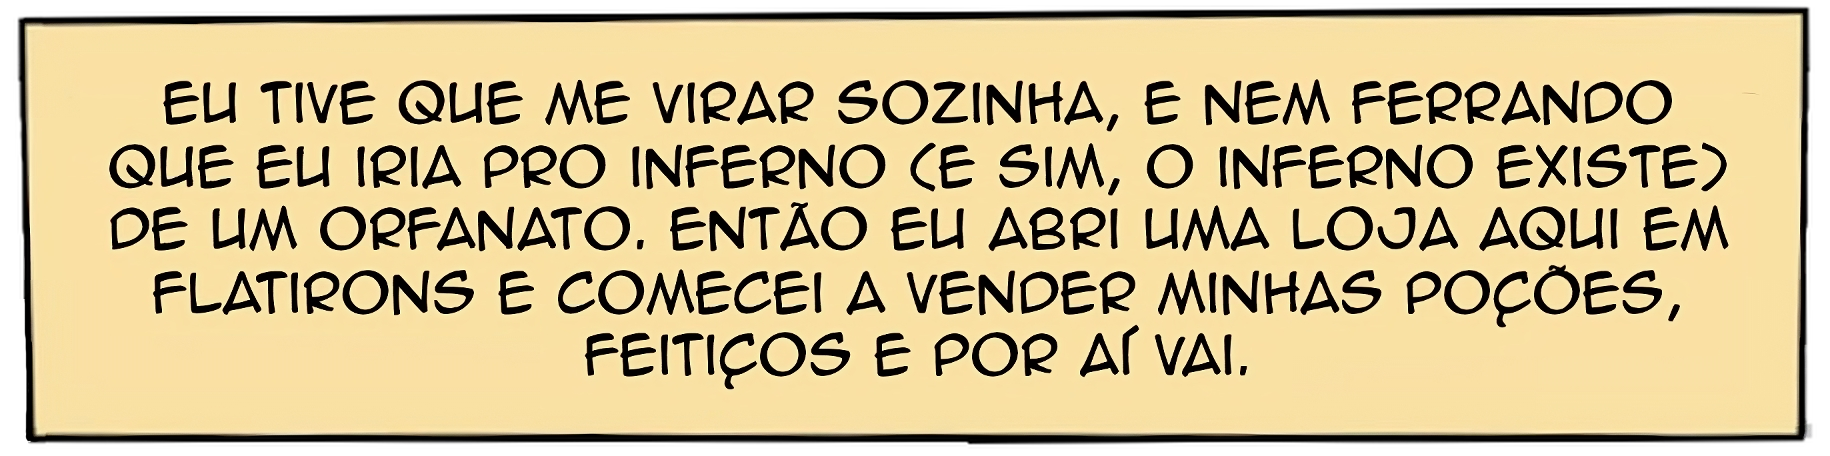 EU TIVE QUE ME VIRAR SOZINHA, E NEM FERRANDO
QUE EU IRIA PRO INFERNO (E SIM, O INFERNO EXISTE)
DE UM ORFANATO. ENTÃO EU ABRI UMA LOJA AQUI EM
FLATIRONS E COMECEI A VENDER MINHAS POÇÕES,
FEITIÇOS E POR AÍ VAI.